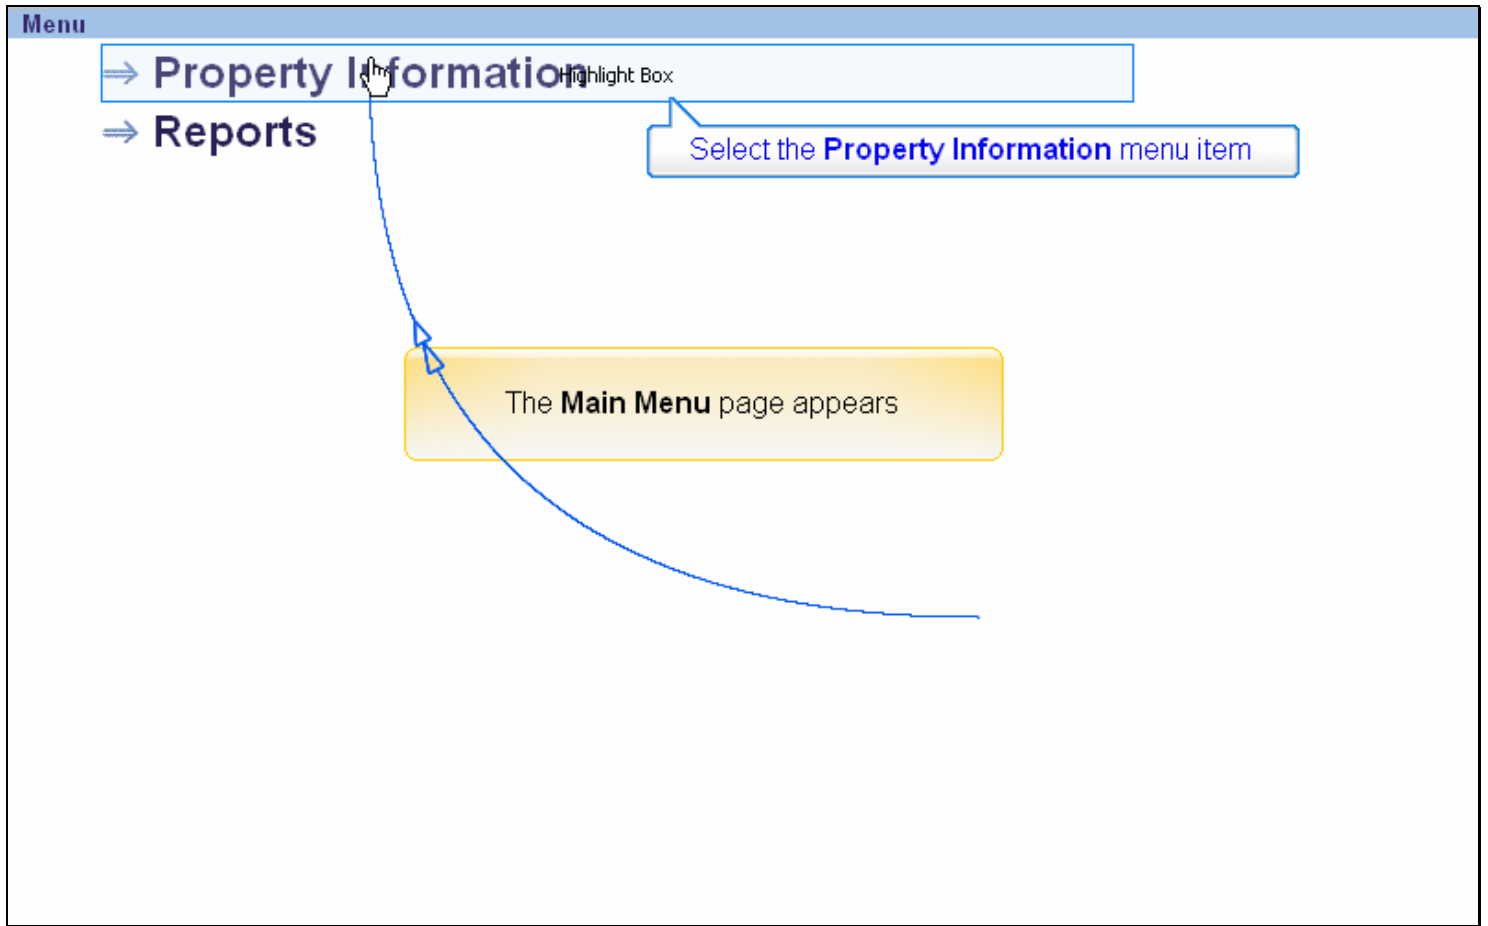 Menu
Property Information
Highlight Box
Reports
Select the Property Information menu item
The Main Menu page appears